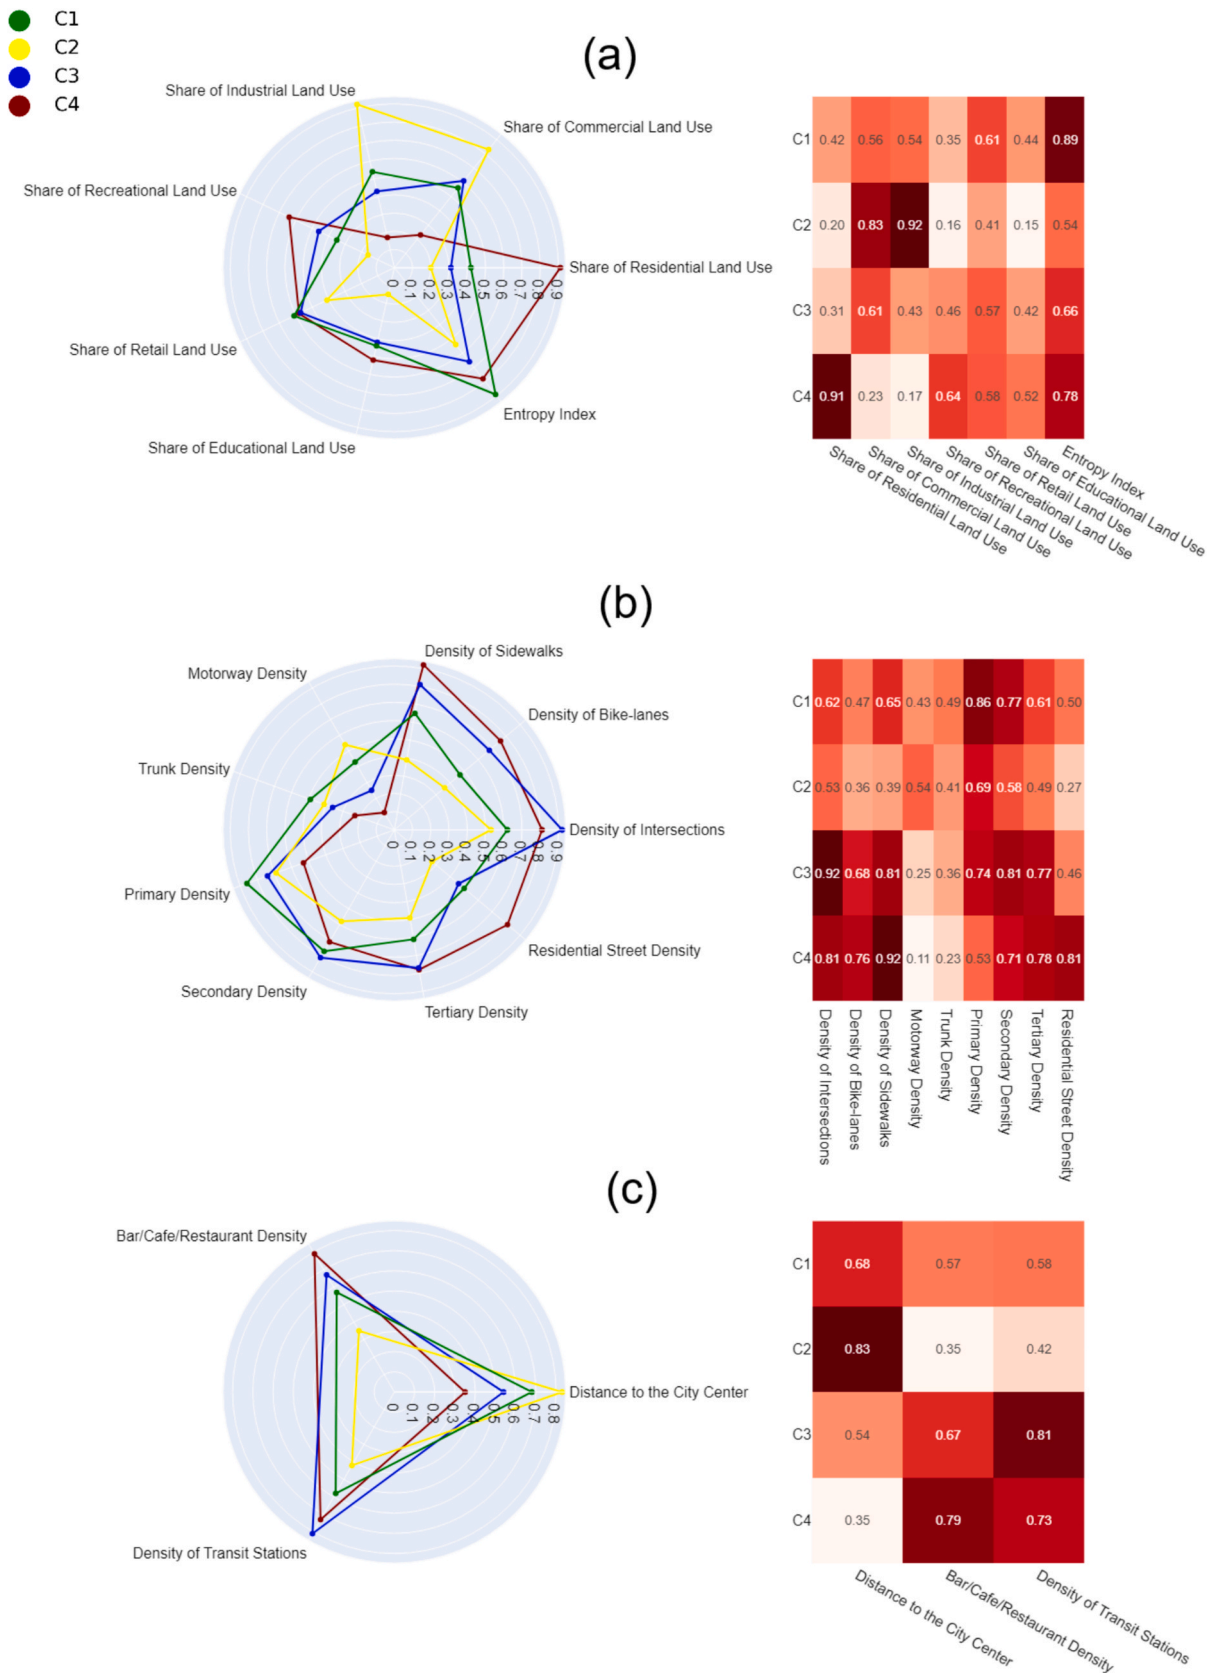 C1
C2
C3
C4
(a)
Share of Industrial Land Use
Share of Commercial Land Use
Share of Recreational Land Use
Share of Residential Land Use
0 0.1 0.2 0.3 0.4 0.5 0.6 0.7 0.8 0.9
Share of Retail Land Use
Entropy Index
Share of Educational Land Use
C1 0.42 0.56 0.54 0.35 0.61 0.44 0.89
C2 0.20 0.83 0.92 0.16 0.41 0.15 0.54
C3 0.31 0.61 0.43 0.46 0.57 0.42 0.66
C4 0.91 0.23 0.17 0.64 0.58 0.52 0.78
Share of Residential Land Use
Share of Commercial Land Use
Share of Industrial Land Use
Share of Recreational Land Use
Share of Retail Land Use
Share of Educational Land Use
Entropy Index
(b)
Density of Sidewalks
Motorway Density
Density of Bike-lanes
Trunk Density
Density of Intersections
0 0.1 0.2 0.3 0.4 0.5 0.6 0.7 0.8 0.9
Primary Density
Residential Street Density
Secondary Density
Tertiary Density
C1 0.62 0.47 0.65 0.43 0.49 0.86 0.77 0.61 0.50
C2 0.53 0.36 0.39 0.54 0.41 0.69 0.58 0.49 0.27
C3 0.92 0.68 0.81 0.25 0.36 0.74 0.81 0.77 0.46
C4 0.81 0.76 0.92 0.11 0.23 0.53 0.71 0.78 0.81
Density of Intersections
Density of Bike-lanes
Density of Sidewalks
Motorway Density
Trunk Density
Primary Density
Secondary Density
Tertiary Density
Residential Street Density
(c)
Bar/Cafe/Restaurant Density
Distance to the City Center
0 0.1 0.2 0.3 0.4 0.5 0.6 0.7 0.8
Density of Transit Stations
C1 0.68 0.57 0.58
C2 0.83 0.35 0.42
C3 0.54 0.67 0.81
C4 0.35 0.79 0.73
Distance to the City Center
Bar/Cafe/Restaurant Density
Density of Transit Stations